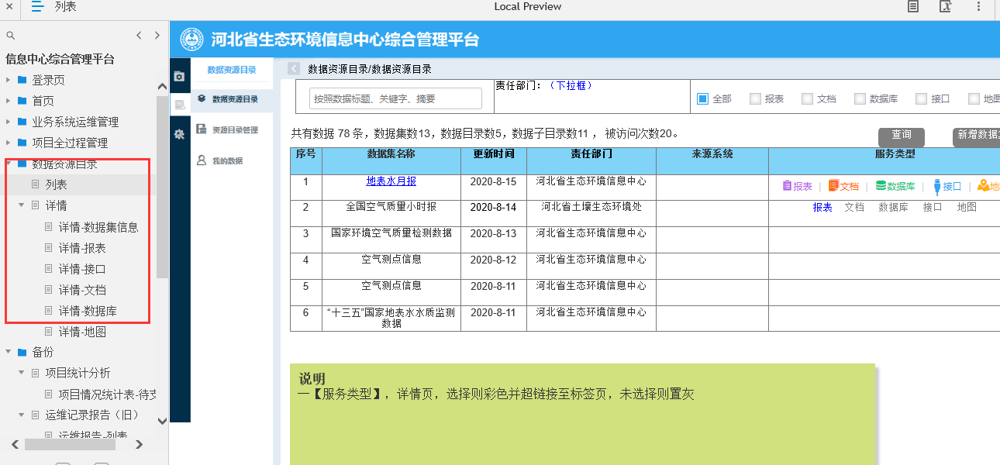 列表
Local Preview
信息中心综合管理平台
登录页
首页
业务系统运维管理
项目全过程管理
数据资源目录
列表
详情
详情-数据集信息
详情-报表
详情-接口
详情-文档
详情-数据库
详情-地图
备份
项目统计分析
项目情况统计表-待支
运维记录报告（旧）
运维报告-列表
河北省生态环境信息中心综合管理平台
数据资源目录
数据资源目录
资源目录管理
我的数据
数据资源目录/数据资源目录
按照数据标题、关键字、摘要
责任部门：（下拉框）
全部 报表 文档 数据库 接口 地图
共有数据 78 条，数据集数13，数据目录数5，数据子目录数11 ， 被访问次数20。
查询
新增数据集
序号 数据集名称 更新时间 责任部门 来源系统 服务类型
1 地表水月报 2020-8-15 河北省生态环境信息中心 报表 | 文档 | 数据库 | 接口 | 地
2 全国空气质量小时报 2020-8-14 河北省土壤生态环境处 报表 文档 数据库 接口 地图
3 国家环境空气质量检测数据 2020-8-13 河北省生态环境信息中心
4 空气测点信息 2020-8-12 河北省生态环境信息中心
5 空气测点信息 2020-8-11 河北省生态环境信息中心
6 “十三五”国家地表水水质监测 2020-8-11 河北省生态环境信息中心
数据
说明
一【服务类型】，详情页，选择则彩色并超链接至标签页，未选择则置灰